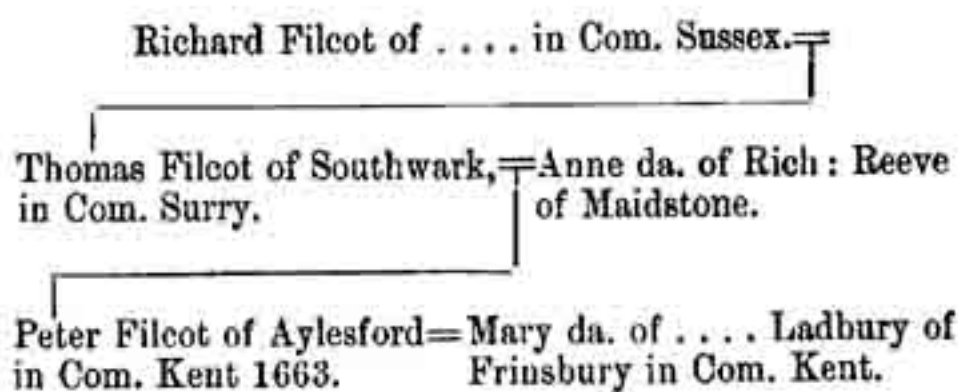 Richard Filcot of . . . . in Com. Sussex.
Thomas Filcot of Southwark,
in Com. Surry.
Anne da. of Rich : Reeve
of Maidstone.
Peter Filcot of Aylesford
in Com. Kent 1663.
Mary da. of . . . . Ladbury of
Frinsbury in Com. Kent.